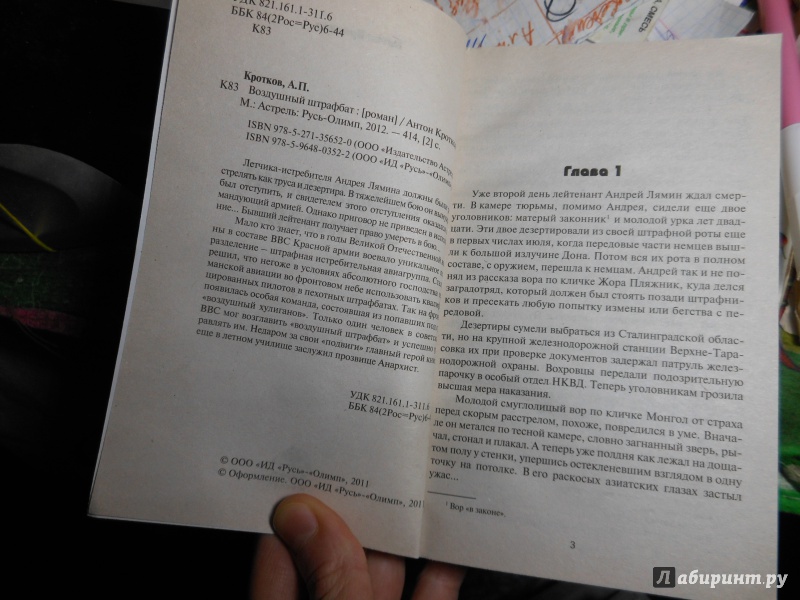 УДК 821.161.1-311.6
ББК 84(2Рос=Рус)6-44
К83
Кротков, А.П.
К83 Воздушный штрафбат : [роман] / Антон Кротков
М.: Астрель: Русь-Олимп, 2012. — 414, [2] с.
ISBN 978-5-271-35652-0 (ООО «Издательство Астр
ISBN 978-5-9648-0352-2 (ООО «ИД «Русь»-«Олимп
Летчика-истребителя Андрея Лямина должны были
стрелять как труса и дезертира. В тяжелейшем бою он вын
был отступить, и свидетелем этого отступления оказал
мандующий армией. Однако приговор не приведен в
ние... Бывший лейтенант получает право умереть в бою.
Мало кто знает, что в годы Великой Отечественной
ны в составе ВВС Красной армии воевало уникальное
разделение – штрафная истребительная авиагруппа.
решил, что негоже в условиях абсолютного господства
манской авиации во фронтовом небе использовать
цированных пилотов в пехотных штрафбатах. Так на
появилась особая команда, состоявшая из попавших
«воздушный хулиганов». Только один человек в
ВВС мог возглавить «воздушный штрафбат» и успешно
равлять им. Недаром за свои «подвиги» главный герой
еще в летном училище заслужил прозвище Анархист.
УДК 821.161.1-311.6
ББК 84(2Рос=Рус)6-
© ООО «ИД «Русь»-«Олимп», 2011
© Оформление. ООО «ИД «Русь»-«Олимп», 2011
СМЕСЬ
Глава 1
Уже второй день лейтенант Андрей Лямин ждал смер-
ти. В камере тюрьмы, помимо Андрея, сидели еще двое
уголовников: матерый законник¹ и молодой урка лет двад-
цати. Эти двое дезертировали из своей штрафной роты еще
в первых числах июля, когда передовые части немцев выш-
ли к большой излучине Дона. Потом вся их рота в полном
составе, с оружием, перешла к немцам. Андрей так и не по-
нял из рассказа вора по кличке Жора Пляжник, куда делся
заградотряд, который должен был стоять позади штрафни-
ков и пресекать любую попытку измены или бегства с пе-
редовой.
Дезертиры сумели выбраться из Сталинградской облас-
ти, но на крупной железнодорожной станции Верхне-Тара-
совка их при проверке документов задержал патруль желез-
нодорожной охраны. Вохровцы передали подозрительную
парочку в особый отдел НКВД. Теперь уголовникам грозила
высшая мера наказания.
Молодой смуглолицый вор по кличке Монгол от страха
перед скорым расстрелом, похоже, повредился в уме. Внача-
ле он метался по тесной камере, словно загнанный зверь, ры-
чал, стонал и плакал. А теперь уже полдня как лежал на доща-
том полу у стенки, упершись остекленевшим взглядом в одну
точку на потолке. В его раскосых азиатских глазах застыл
ужас...
¹ Вор «в законе».
3
Лабиринт.ру